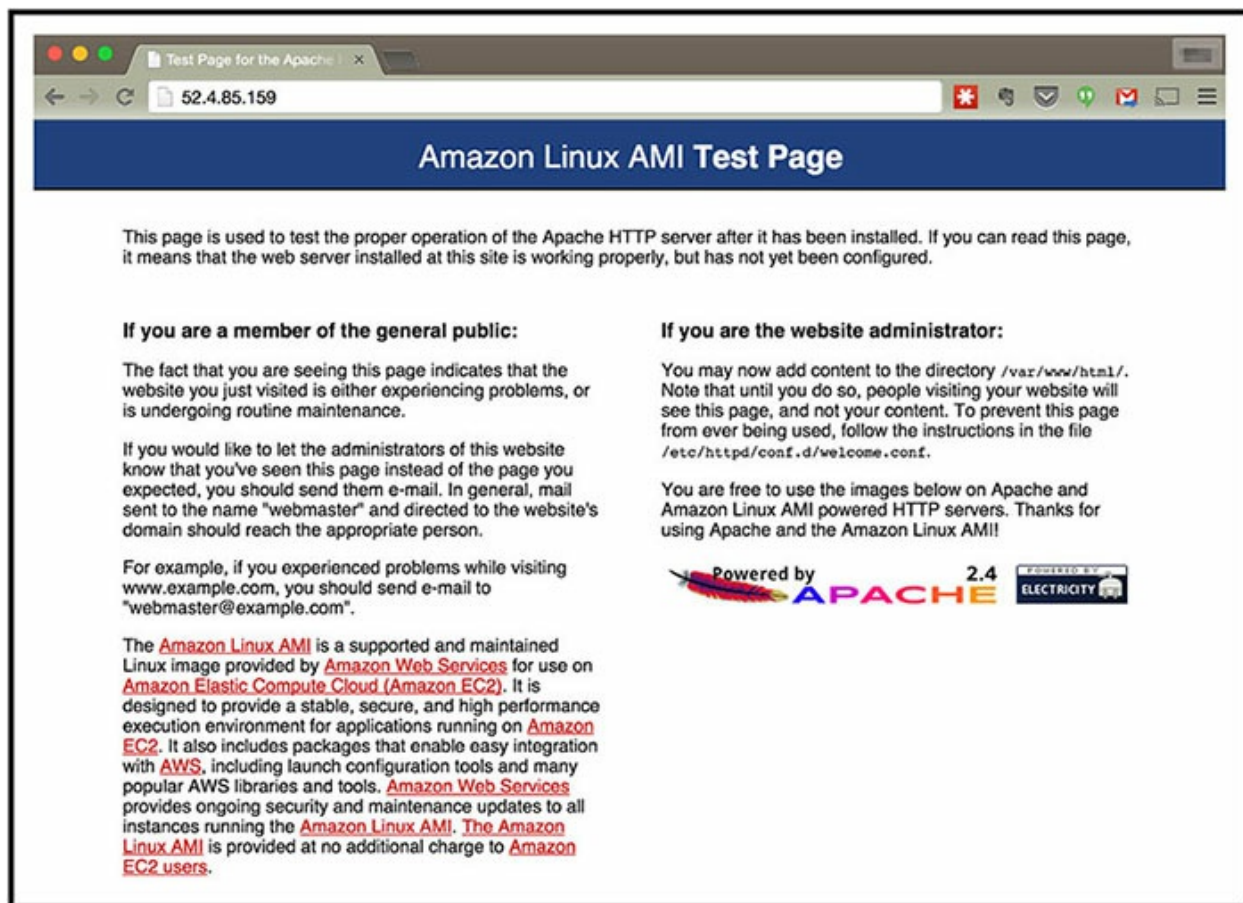 Test Page for the Apache
52.4.85.159
Amazon Linux AMI Test Page
This page is used to test the proper operation of the Apache HTTP server after it has been installed. If you can read this page,
it means that the web server installed at this site is working properly, but has not yet been configured.
If you are a member of the general public:
The fact that you are seeing this page indicates that the
website you just visited is either experiencing problems, or
is undergoing routine maintenance.
If you would like to let the administrators of this website
know that you've seen this page instead of the page you
expected, you should send them e-mail. In general, mail
sent to the name "webmaster" and directed to the website's
domain should reach the appropriate person.
For example, if you experienced problems while visiting
www.example.com, you should send e-mail to
"webmaster@example.com".
The Amazon Linux AMI is a supported and maintained
Linux image provided by Amazon Web Services for use on
Amazon Elastic Compute Cloud (Amazon EC2). It is
designed to provide a stable, secure, and high performance
execution environment for applications running on Amazon
EC2. It also includes packages that enable easy integration
with AWS, including launch configuration tools and many
popular AWS libraries and tools. Amazon Web Services
provides ongoing security and maintenance updates to all
instances running the Amazon Linux AMI. The Amazon
Linux AMI is provided at no additional charge to Amazon
EC2 users.
If you are the website administrator:
You may now add content to the directory /var/www/html/.
Note that until you do so, people visiting your website will
see this page, and not your content. To prevent this page
from ever being used, follow the instructions in the file
/etc/httpd/conf.d/welcome.conf.
You are free to use the images below on Apache and
Amazon Linux AMI powered HTTP servers. Thanks for
using Apache and the Amazon Linux AMI!
Powered by 2.4
APACHE
POWERED BY
ELECTRICITY